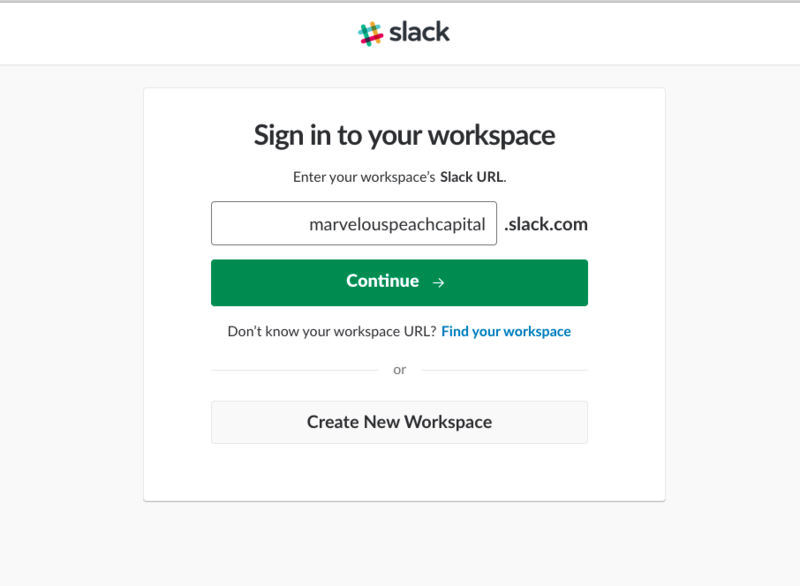 slack
Sign in to your workspace
Enter your workspace’s Slack URL.
marvelouspeachcapital .slack.com
Continue →
Don’t know your workspace URL? Find your workspace
or
Create New Workspace